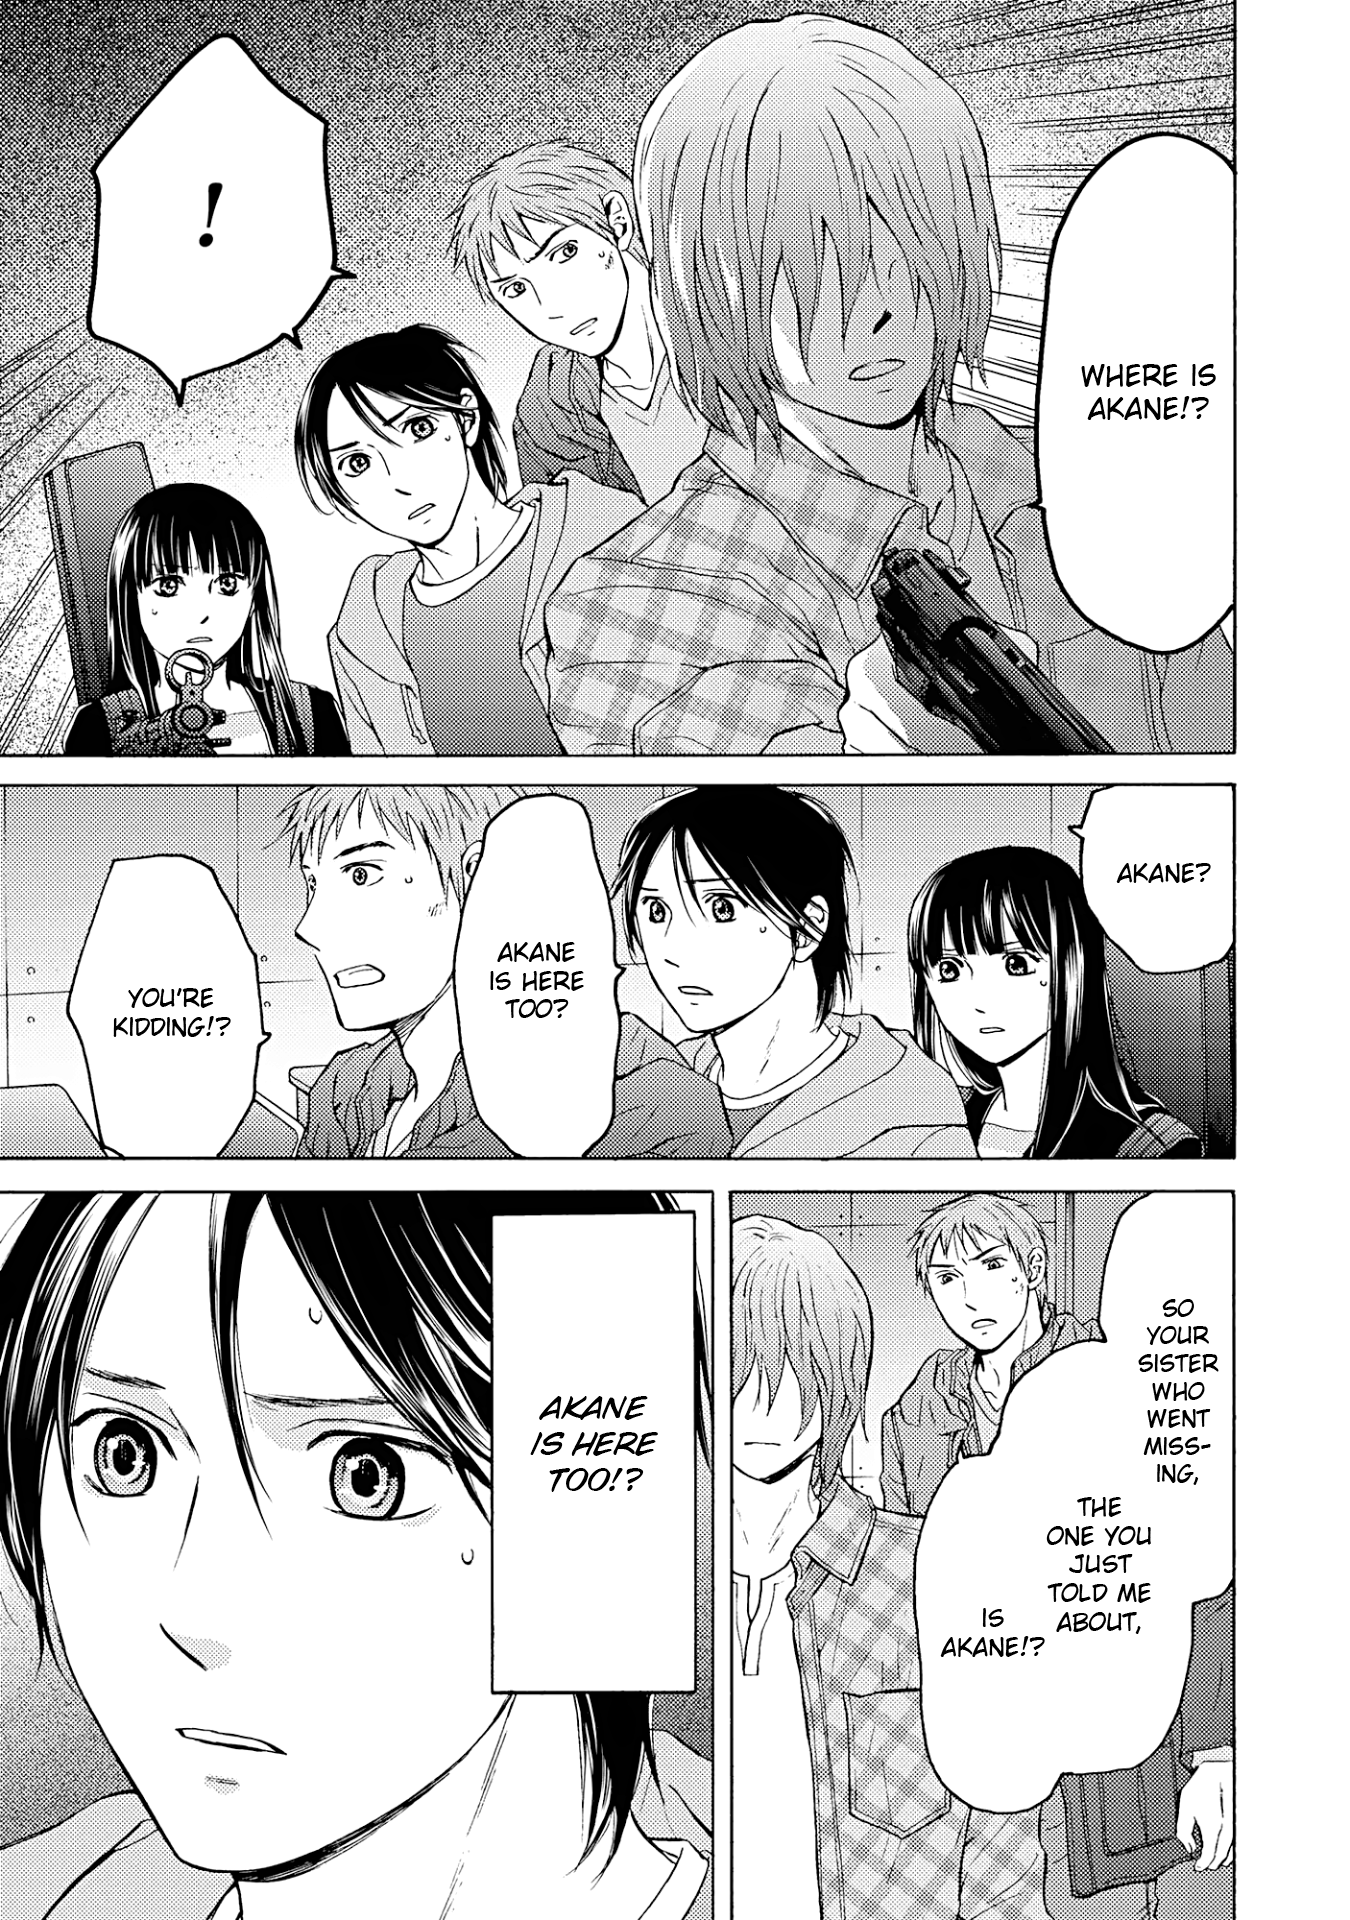 WHERE IS
AKANE!?
!
AKANE?
AKANE
IS HERE
TOO?
YOU'RE
KIDDING!?
SO
YOUR
SISTER
WHO
WENT
MISS-
ING,
THE
ONE YOU
JUST
TOLD ME
ABOUT,
IS
AKANE!?
AKANE
IS HERE
TOO!?